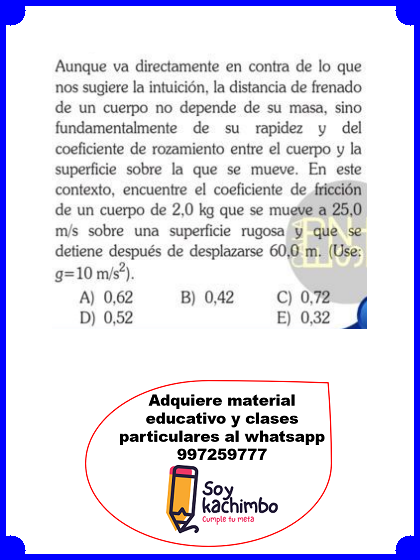 Aunque va directamente en contra de lo que
nos sugiere la intuición, la distancia de frenado
de un cuerpo no depende de su masa, sino
fundamentalmente de su rapidez y del
coeficiente de rozamiento entre el cuerpo y la
superficie sobre la que se mueve. En este
contexto, encuentre el coeficiente de fricción
de un cuerpo de 2,0 kg que se mueve a 25,0
m/s sobre una superficie rugosa y que se
detiene después de desplazarse 60,0 m. (Use:
g=10 m/s²).
A) 0,62 B) 0,42 C) 0,72
D) 0,52 E) 0,32
Adquiere material
educativo y clases
particulares al whatsapp
997259777
Soy
kachimbo
Cumple tu meta